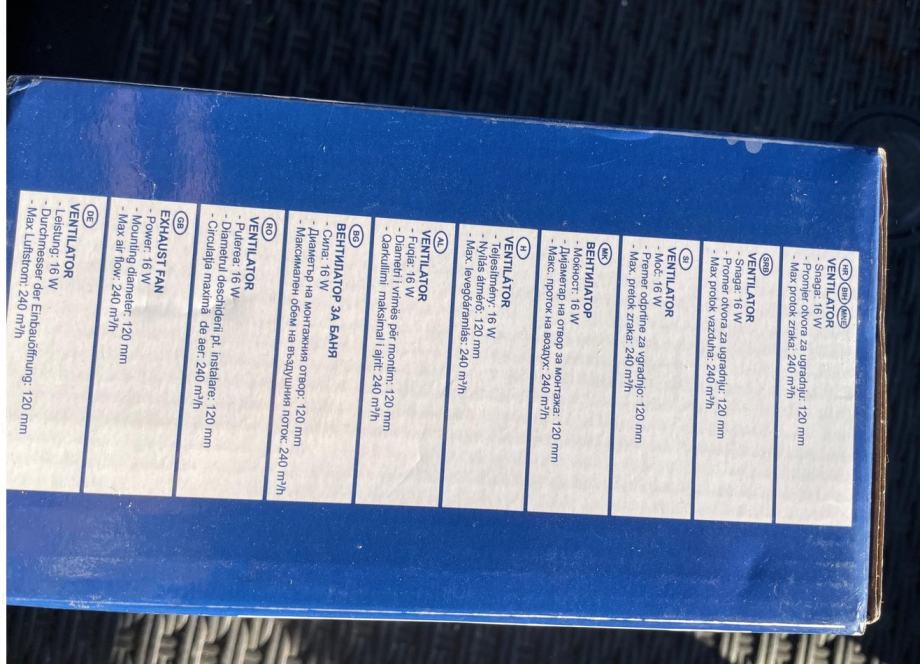 HR BIH MNE
VENTILATOR
- Snaga: 16 W
- Promjer otvora za ugradnju: 120 mm
- Max protok zraka: 240 m³/h
SRB
VENTILATOR
- Snaga: 16 W
- Promer otvora za ugradnju: 120 mm
- Max protok vazduha: 240 m³/h
SI
VENTILATOR
- Moč: 16 W
- Premer odprtine za vgradnjo: 120 mm
- Max. pretok zraka: 240 m³/h
MK
ВЕНТИЛАТОР
- Моќност: 16 W
- Дијаметар на отвор за монтажа: 120 mm
- Макс. проток на воздух: 240 m³/h
H
VENTILÁTOR
- Teljesítmény: 16 W
- Nyílás átmérő: 120 mm
- Max. levegőáramlás: 240 m³/h
AL
VENTILATOR
- Fuqia: 16 W
- Diametri i vrimës për montim: 120 mm
- Qarkullimi maksimal i ajrit: 240 m³/h
BG
ВЕНТИЛАТОР ЗА БАНЯ
- Сила: 16 W
- Диаметър на монтажния отвор: 120 mm
- Максимален обем на въздушния поток: 240 m³/h
RO
VENTILATOR
- Puterea: 16 W
- Diametrul deschiderii pt. instalare: 120 mm
- Circulația maximă de aer: 240 m³/h
GB
EXHAUST FAN
- Power: 16 W
- Mounting diameter: 120 mm
- Max air flow: 240 m³/h
DE
VENTILATOR
- Leistung: 16 W
- Durchmesser der Einbauöffnung: 120 mm
- Max Luftstrom: 240 m³/h